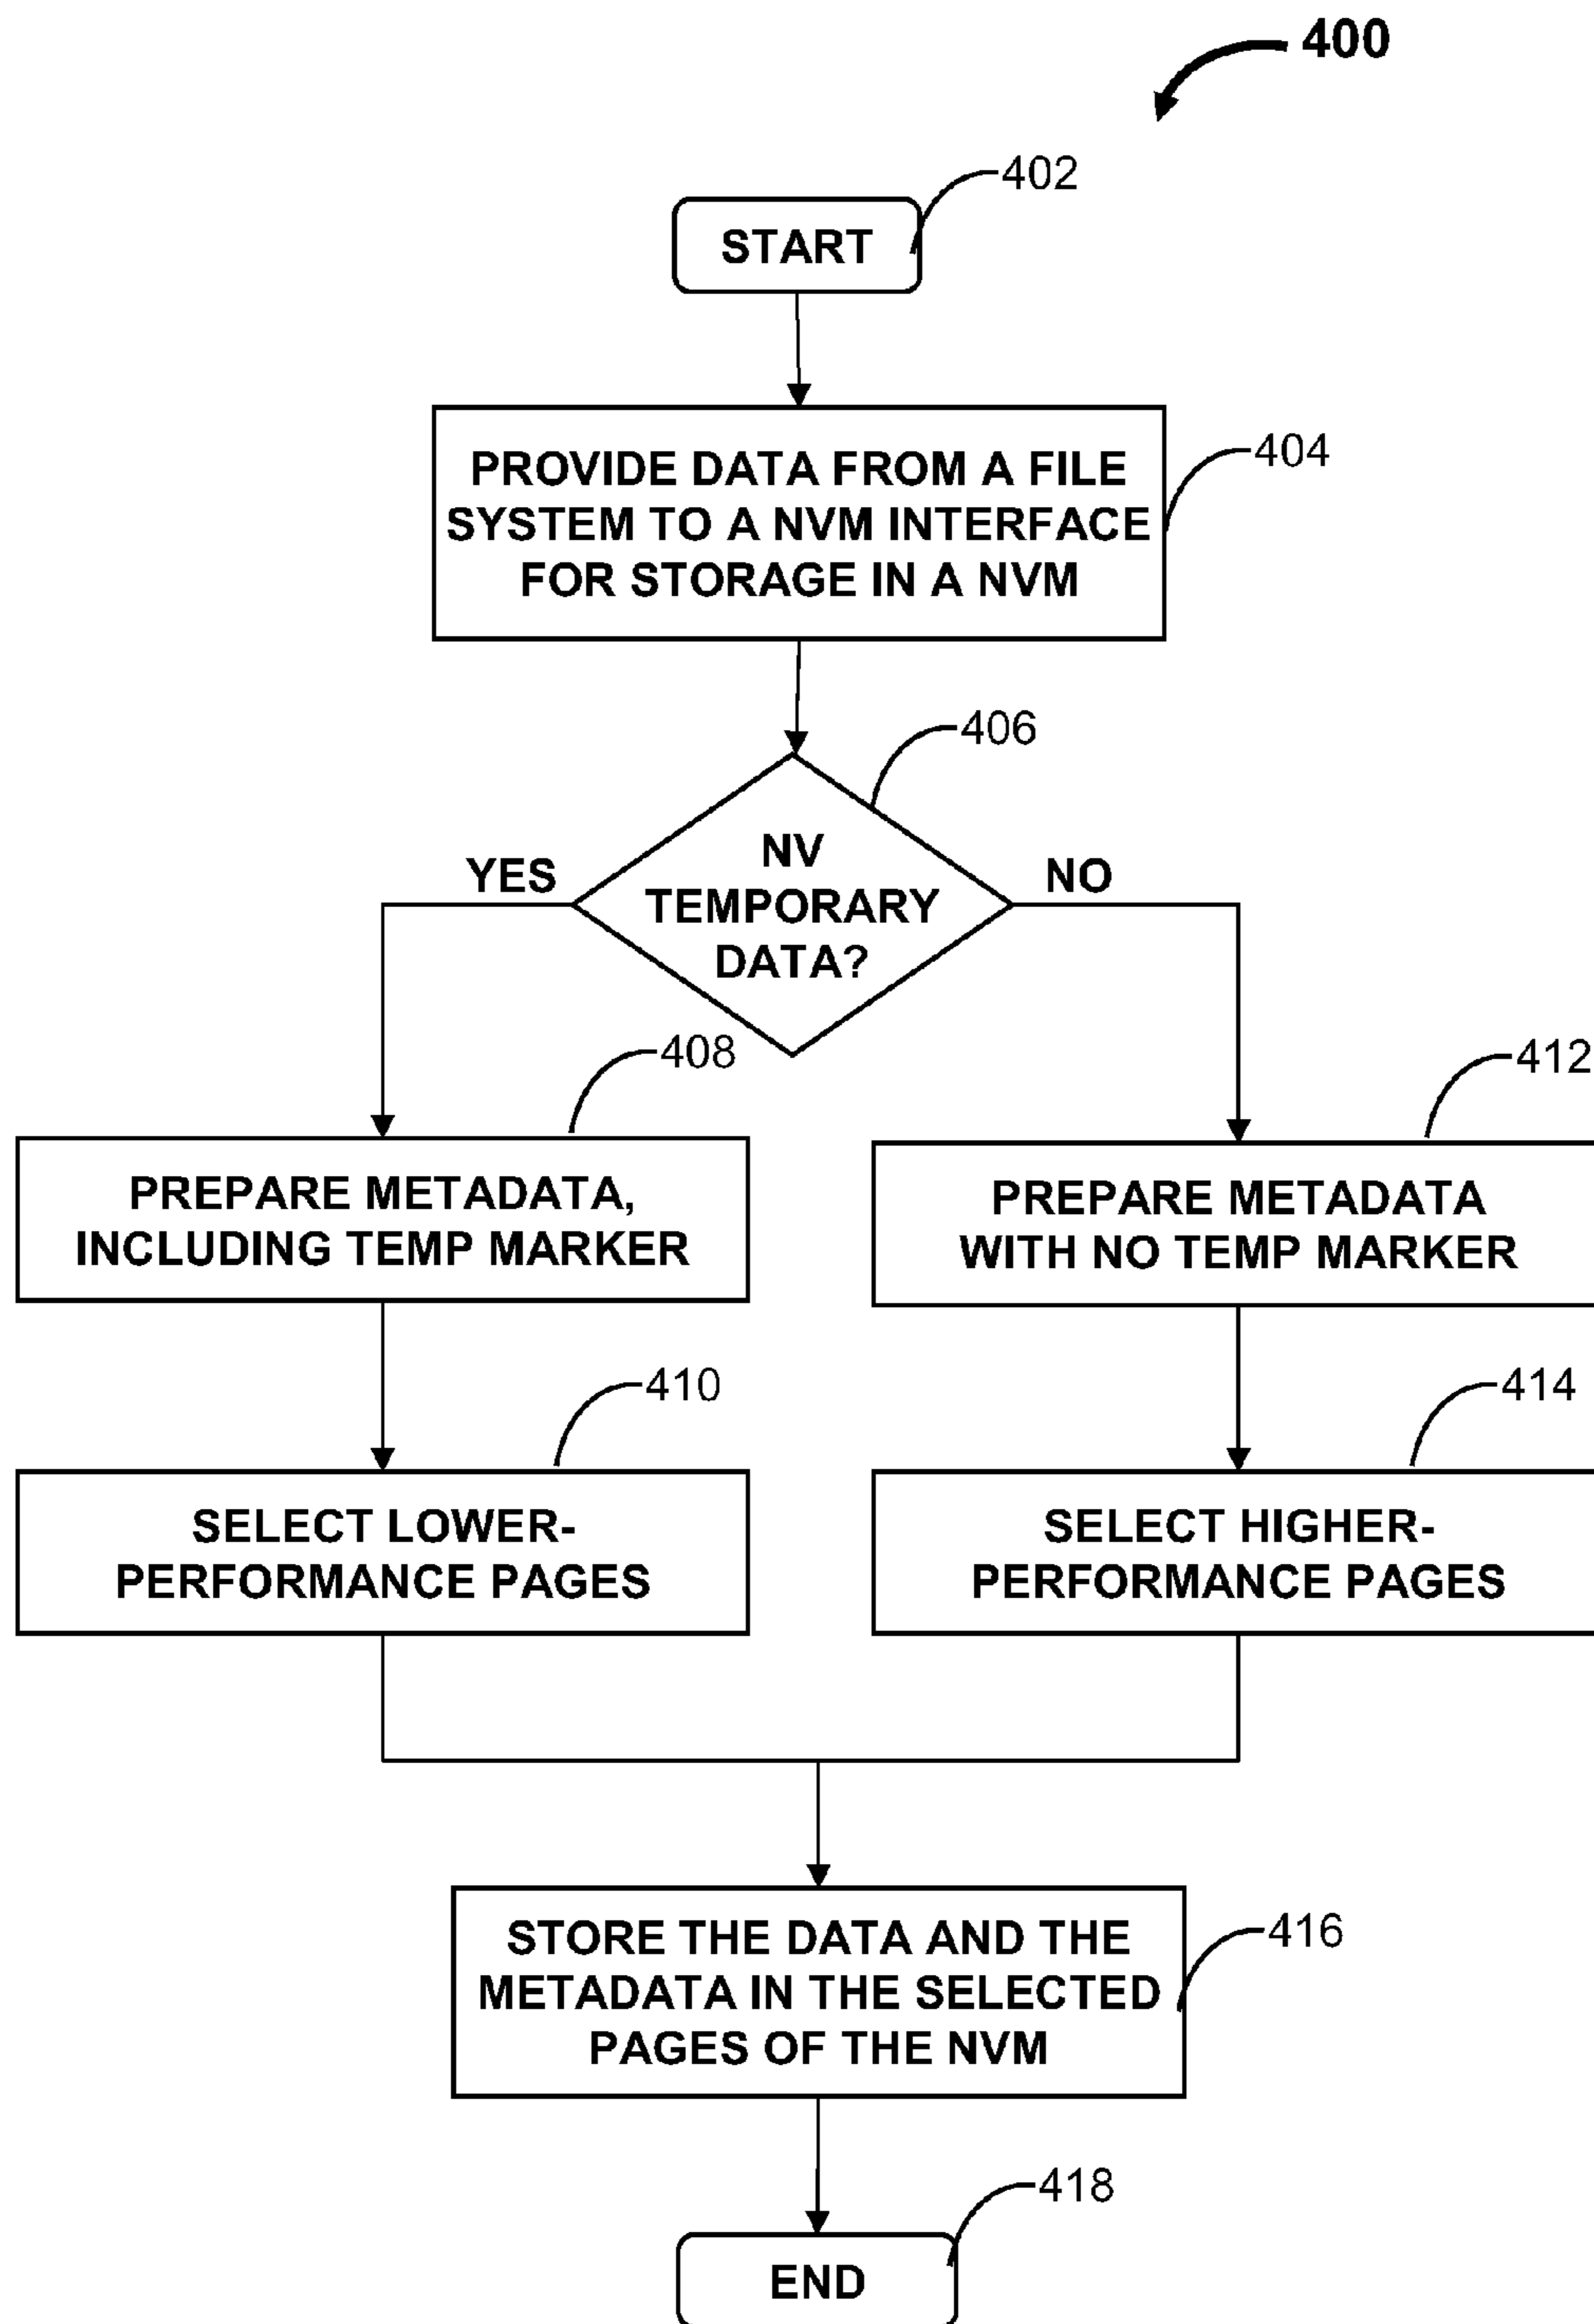 400
402
START
404
PROVIDE DATA FROM A FILE
SYSTEM TO A NVM INTERFACE
FOR STORAGE IN A NVM
406
NV
TEMPORARY
DATA?
YES
NO
408
PREPARE METADATA,
INCLUDING TEMP MARKER
412
PREPARE METADATA
WITH NO TEMP MARKER
410
SELECT LOWER-
PERFORMANCE PAGES
414
SELECT HIGHER-
PERFORMANCE PAGES
416
STORE THE DATA AND THE
METADATA IN THE SELECTED
PAGES OF THE NVM
418
END